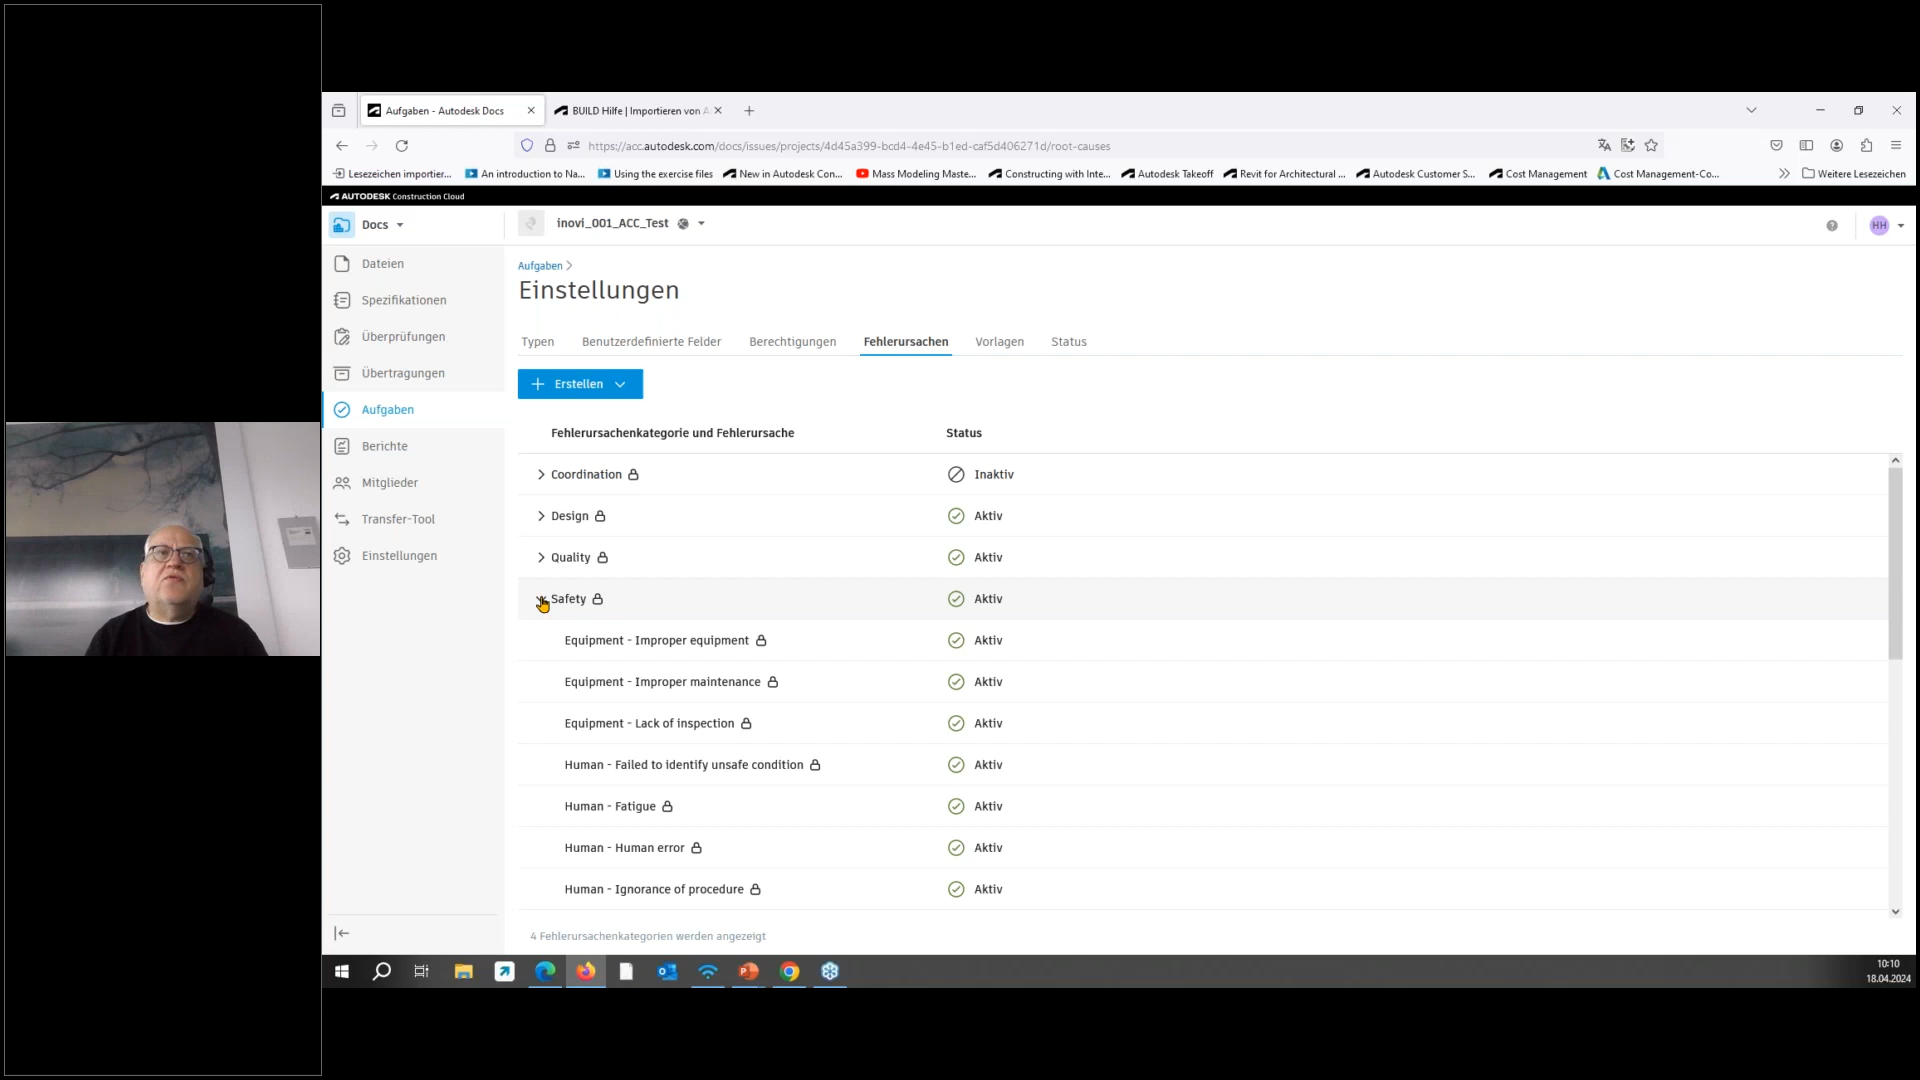 Aufgaben - Autodesk Docs
BUILD Hilfe | Importieren von A
https://acc.autodesk.com/docs/issues/projects/4d45a399-bcd4-4e45-b1ed-caf5d406271d/root-causes
Lesezeichen importier...
An introduction to Na...
Using the exercise files
New in Autodesk Con...
Mass Modeling Maste...
Constructing with Inte...
Autodesk Takeoff
Revit for Architectural ...
Autodesk Customer S...
Cost Management
Cost Management-Co...
Weitere Lesezeichen
AUTODESK Construction Cloud
Docs
inovi_001_ACC_Test
HH
Dateien
Spezifikationen
Überprüfungen
Übertragungen
Aufgaben
Berichte
Mitglieder
Transfer-Tool
Einstellungen
Aufgaben
Einstellungen
Typen
Benutzerdefinierte Felder
Berechtigungen
Fehlerursachen
Vorlagen
Status
Erstellen
Fehlerursachenkategorie und Fehlerursache
Status
Coordination
Inaktiv
Design
Aktiv
Quality
Aktiv
Safety
Aktiv
Equipment - Improper equipment
Aktiv
Equipment - Improper maintenance
Aktiv
Equipment - Lack of inspection
Aktiv
Human - Failed to identify unsafe condition
Aktiv
Human - Fatigue
Aktiv
Human - Human error
Aktiv
Human - Ignorance of procedure
Aktiv
4 Fehlerursachenkategorien werden angezeigt
10:10
18.04.2024